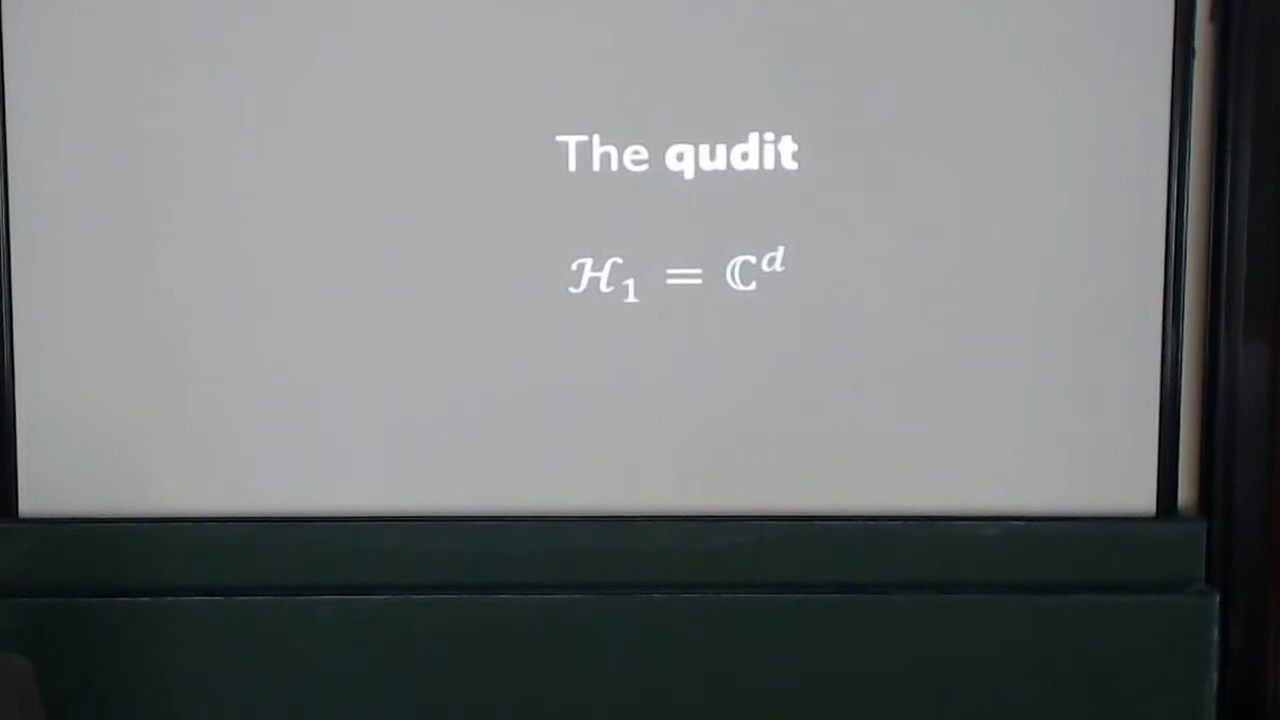 The qudit
ℋ₁ = ℂᵈ